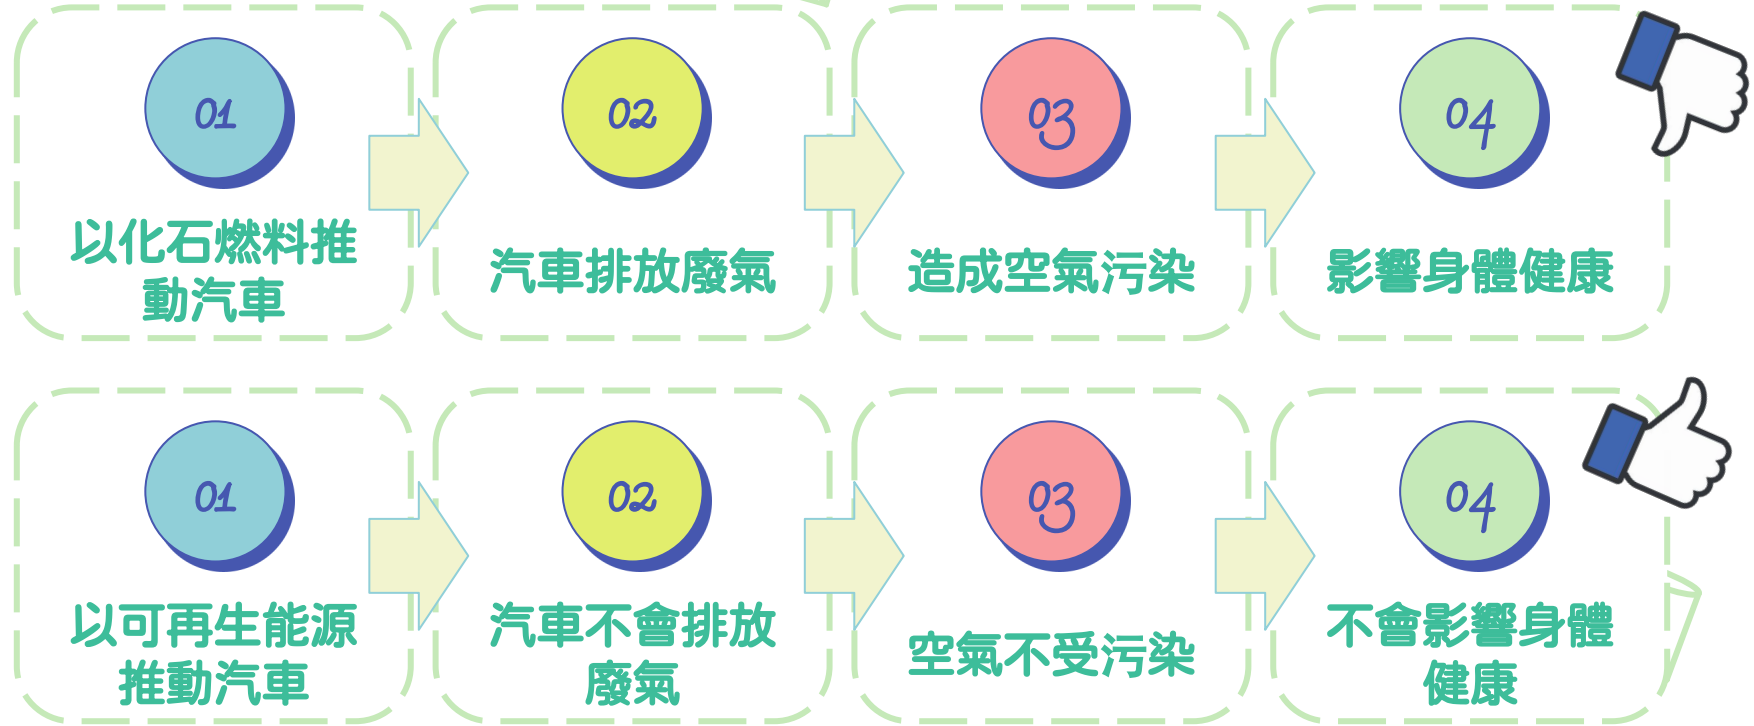 01
以化石燃料推
動汽車
02
汽車排放廢氣
03
造成空氣污染
04
影響身體健康
01
以可再生能源
推動汽車
02
汽車不會排放
廢氣
03
空氣不受污染
04
不會影響身體
健康